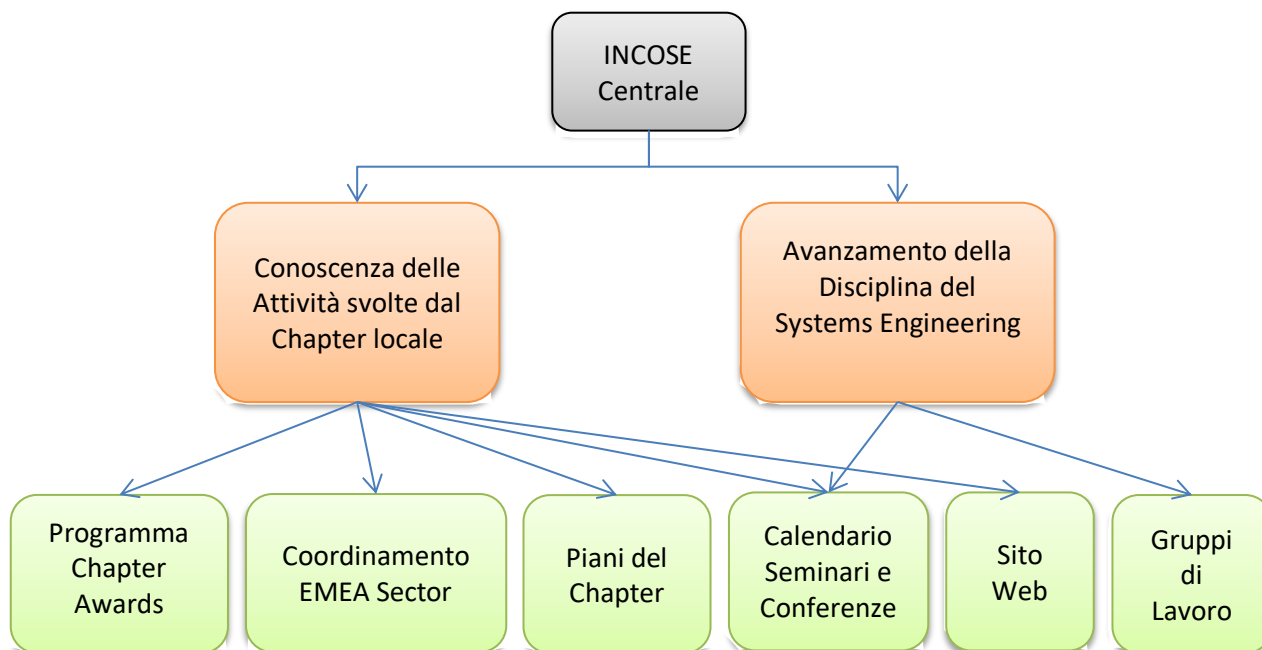 INCOSE
Centrale
Conoscenza delle
Attività svolte dal
Chapter locale
Avanzamento della
Disciplina del
Systems Engineering
Programma
Chapter
Awards
Coordinamento
EMEA Sector
Piani del
Chapter
Calendario
Seminari e
Conferenze
Sito
Web
Gruppi
di
Lavoro